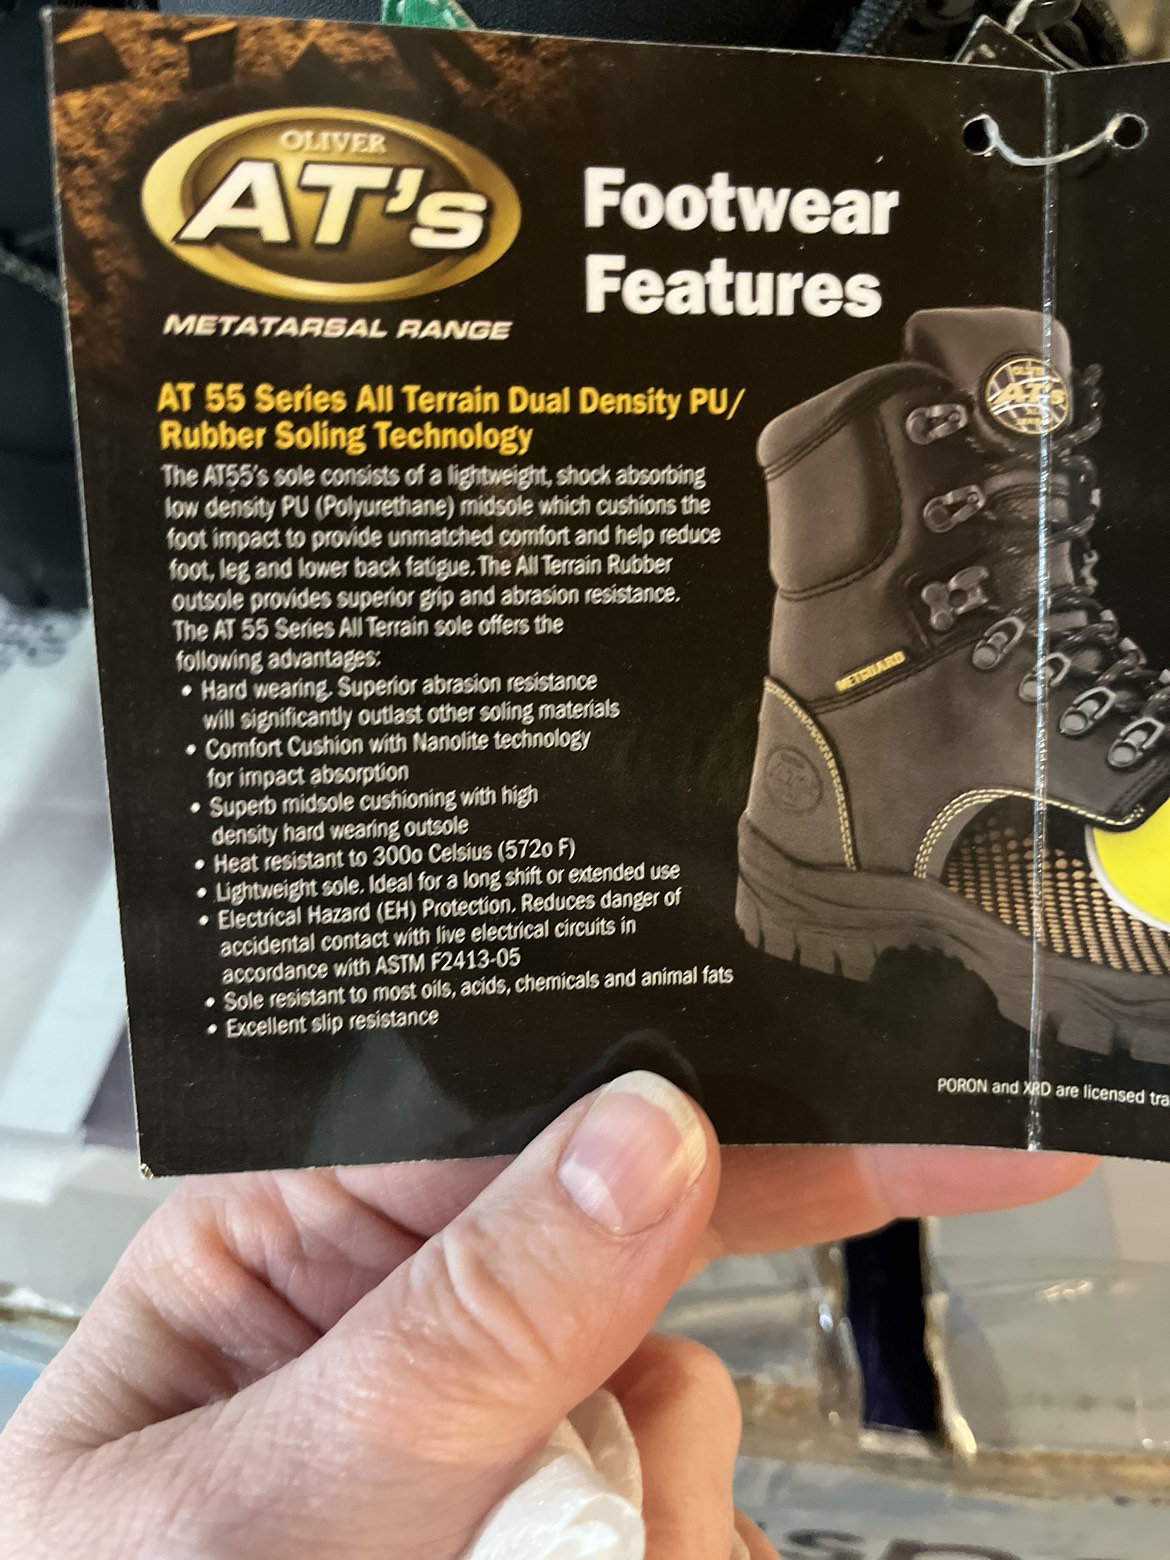 OLIVER
AT's
METATARSAL RANGE
Footwear
Features
AT 55 Series All Terrain Dual Density PU/
Rubber Soling Technology
The AT55's sole consists of a lightweight, shock absorbing
low density PU (Polyurethane) midsole which cushions the
foot impact to provide unmatched comfort and help reduce
foot, leg and lower back fatigue. The All Terrain Rubber
outsole provides superior grip and abrasion resistance.
The AT 55 Series All Terrain sole offers the
following advantages:
• Hard wearing. Superior abrasion resistance
will significantly outlast other soling materials
• Comfort Cushion with Nanolite technology
for impact absorption
• Superb midsole cushioning with high
density hard wearing outsole
• Heat resistant to 300o Celsius (572o F)
• Lightweight sole. Ideal for a long shift or extended use
• Electrical Hazard (EH) Protection. Reduces danger of
accidental contact with live electrical circuits in
accordance with ASTM F2413-05
• Sole resistant to most oils, acids, chemicals and animal fats
• Excellent slip resistance
AT's
METGUARD
PORON and XRD are licensed tra